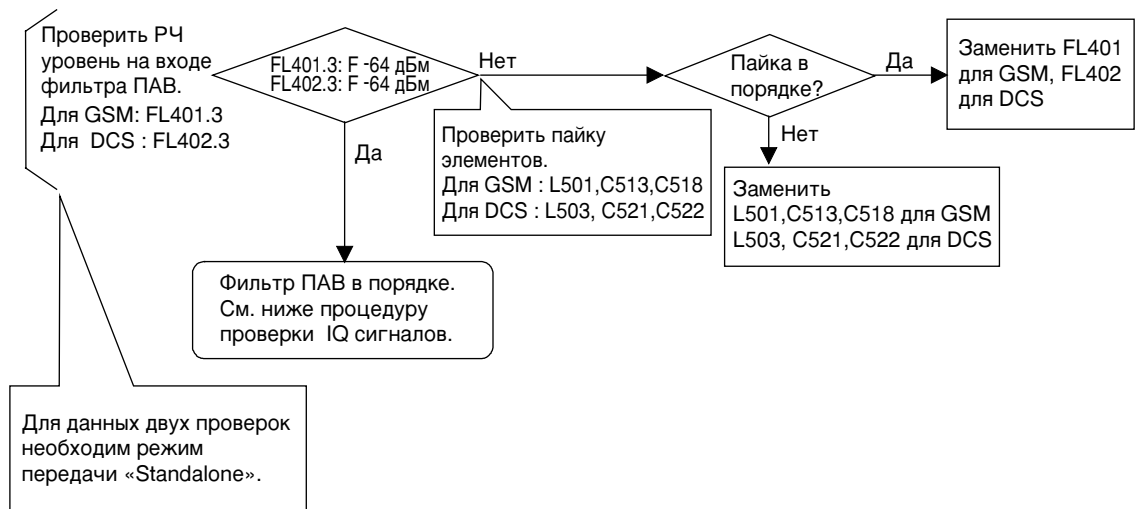 Проверить РЧ
уровень на входе
фильтра ПАВ.
Для GSM: FL401.3
Для DCS : FL402.3
FL401.3: F -64 дБм
FL402.3: F -64 дБм
Нет
Да
Проверить пайку
элементов.
Для GSM : L501,C513,C518
Для DCS : L503, C521,C522
Пайка в
порядке?
Да
Нет
Заменить FL401
для GSM, FL402
для DCS
Заменить
L501,C513,C518 для GSM
L503, C521,C522 для DCS
Фильтр ПАВ в порядке.
См. ниже процедуру
проверки IQ сигналов.
Для данных двух проверок
необходим режим
передачи «Standalone».